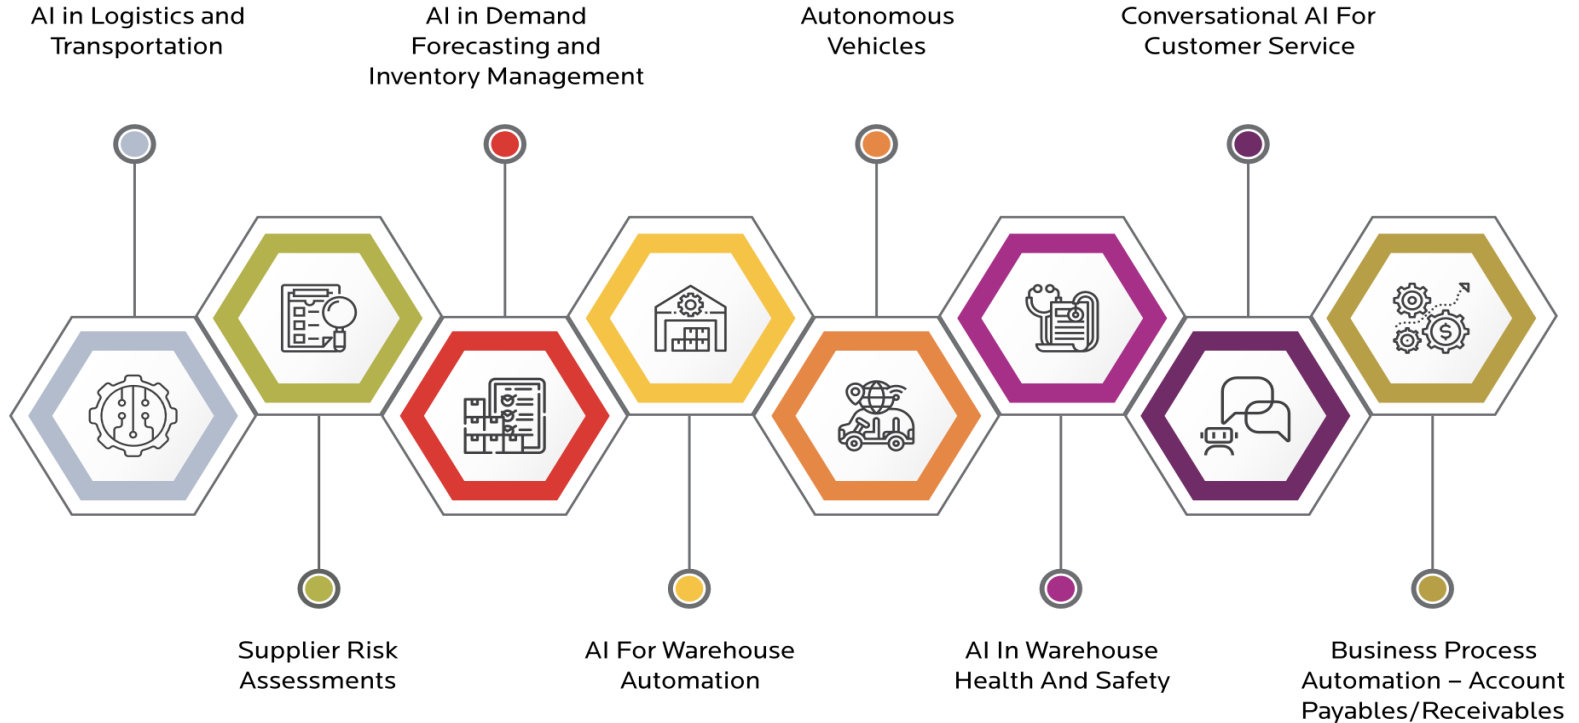 AI in Logistics and
Transportation
AI in Demand
Forecasting and
Inventory Management
Autonomous
Vehicles
Conversational AI For
Customer Service
$
Supplier Risk
Assessments
AI For Warehouse
Automation
AI In Warehouse
Health And Safety
Business Process
Automation – Account
Payables/Receivables